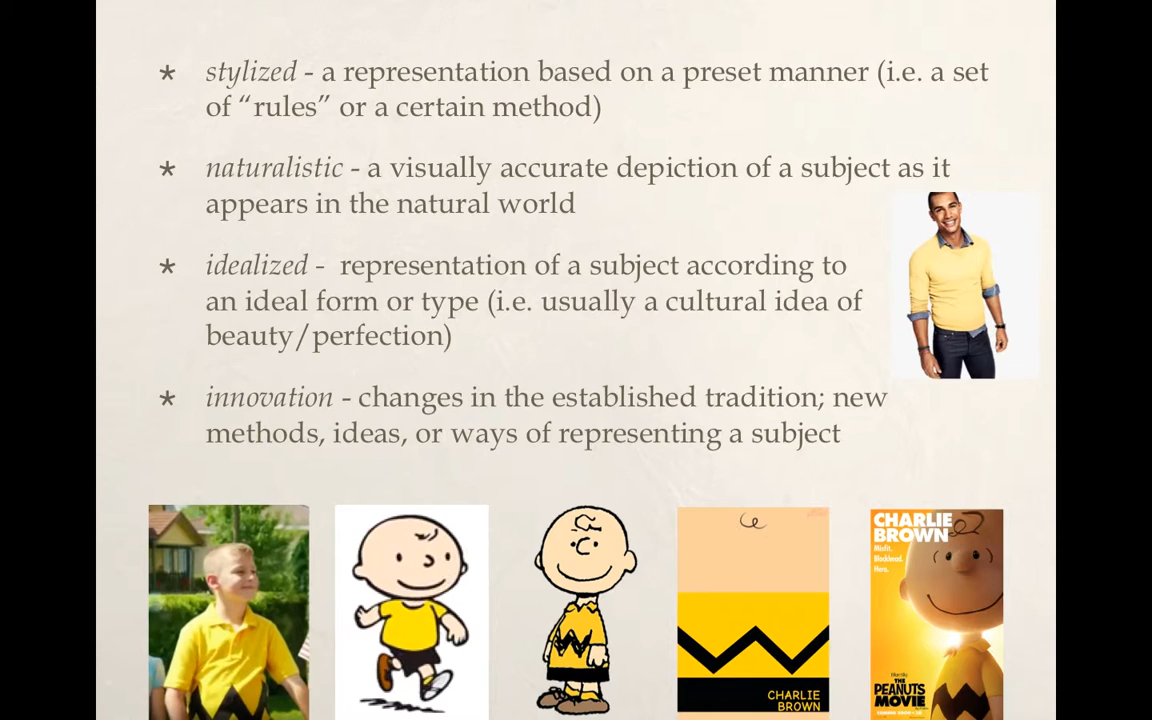 * stylized - a representation based on a preset manner (i.e. a set
of “rules” or a certain method)
* naturalistic - a visually accurate depiction of a subject as it
appears in the natural world
* idealized - representation of a subject according to
an ideal form or type (i.e. usually a cultural idea of
beauty/perfection)
* innovation - changes in the established tradition; new
methods, ideas, or ways of representing a subject
CHARLIE
BROWN
CHARLIE
BROWN
Misfit.
Blockhead.
Hero.
THE
PEANUTS
MOVIE